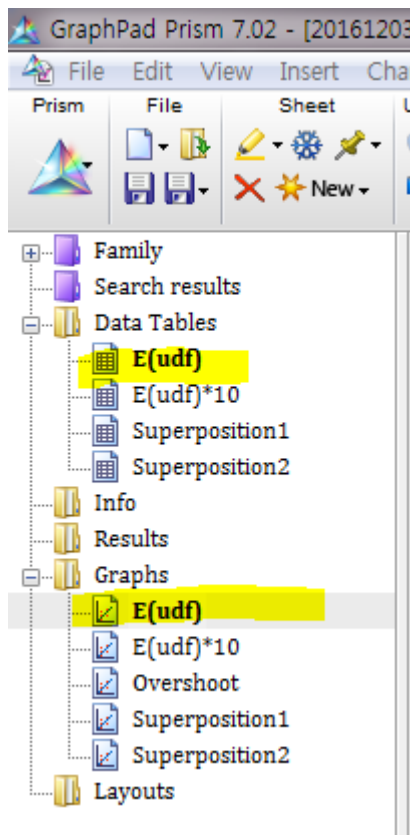 GraphPad Prism 7.02 - [20161203
File Edit View Insert Cha
Prism File Sheet
New
Family
Search results
Data Tables
E(udf)
E(udf)*10
Superposition1
Superposition2
Info
Results
Graphs
E(udf)
E(udf)*10
Overshoot
Superposition1
Superposition2
Layouts